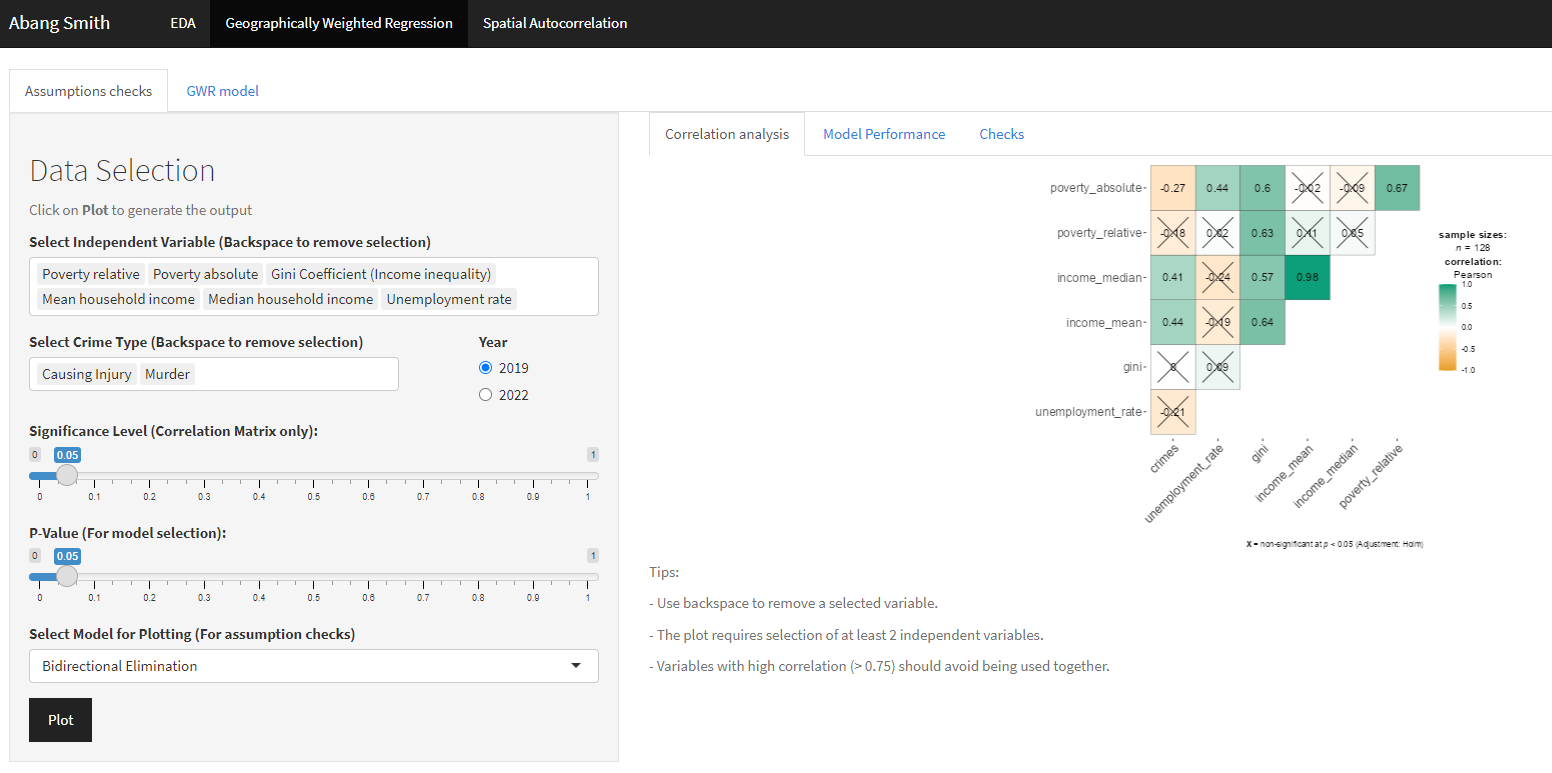 Abang Smith EDA Geographically Weighted Regression Spatial Autocorrelation
Assumptions checks GWR model
Data Selection
Click on Plot to generate the output
Select Independent Variable (Backspace to remove selection)
Poverty relative Poverty absolute Gini Coefficient (Income inequality)
Mean household income Median household income Unemployment rate
Select Crime Type (Backspace to remove selection)
Causing Injury Murder
Year
2019
2022
Significance Level (Correlation Matrix only):
0 0.05 1
0 0.1 0.2 0.3 0.4 0.5 0.6 0.7 0.8 0.9 1
P-Value (For model selection):
0 0.05 1
0 0.1 0.2 0.3 0.4 0.5 0.6 0.7 0.8 0.9 1
Select Model for Plotting (For assumption checks)
Bidirectional Elimination
Plot
Correlation analysis Model Performance Checks
poverty_absolute -0.27 0.44 0.6 -0.02 -0.09 0.67
poverty_relative -0.18 0.02 0.63 0.11 0.05
income_median 0.41 -0.24 0.57 0.98
income_mean 0.44 -0.19 0.64
gini 0 0.09
unemployment_rate -0.21
crimes unemployment_rate gini income_mean income_median poverty_relative
sample sizes:
n = 128
correlation:
Pearson
1.0
0.5
0.0
-0.5
-1.0
X = non-significant at p < 0.05 (Adjustment: Holm)
Tips:
- Use backspace to remove a selected variable.
- The plot requires selection of at least 2 independent variables.
- Variables with high correlation (> 0.75) should avoid being used together.